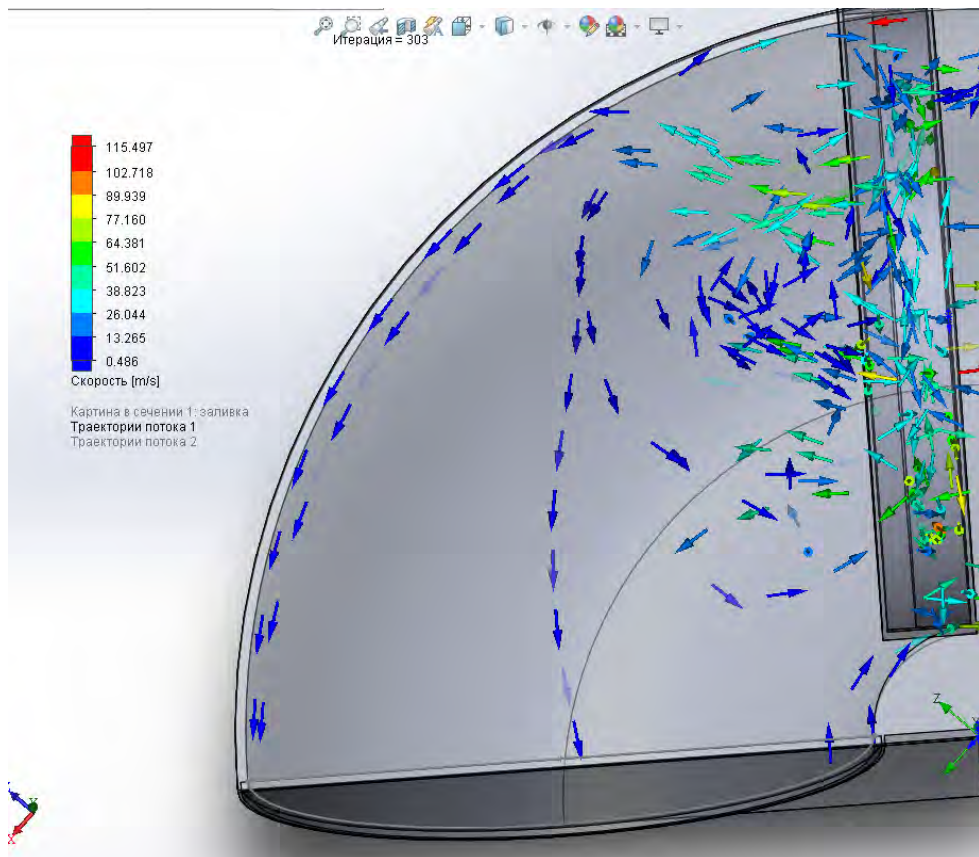 Итерация = 303
115.497
102.718
89.939
77.160
64.381
51.602
38.823
26.044
13.265
0.486
Скорость [m/s]
Картина в сечении 1: заливка
Траектории потока 1
Траектории потока 2
Z
X